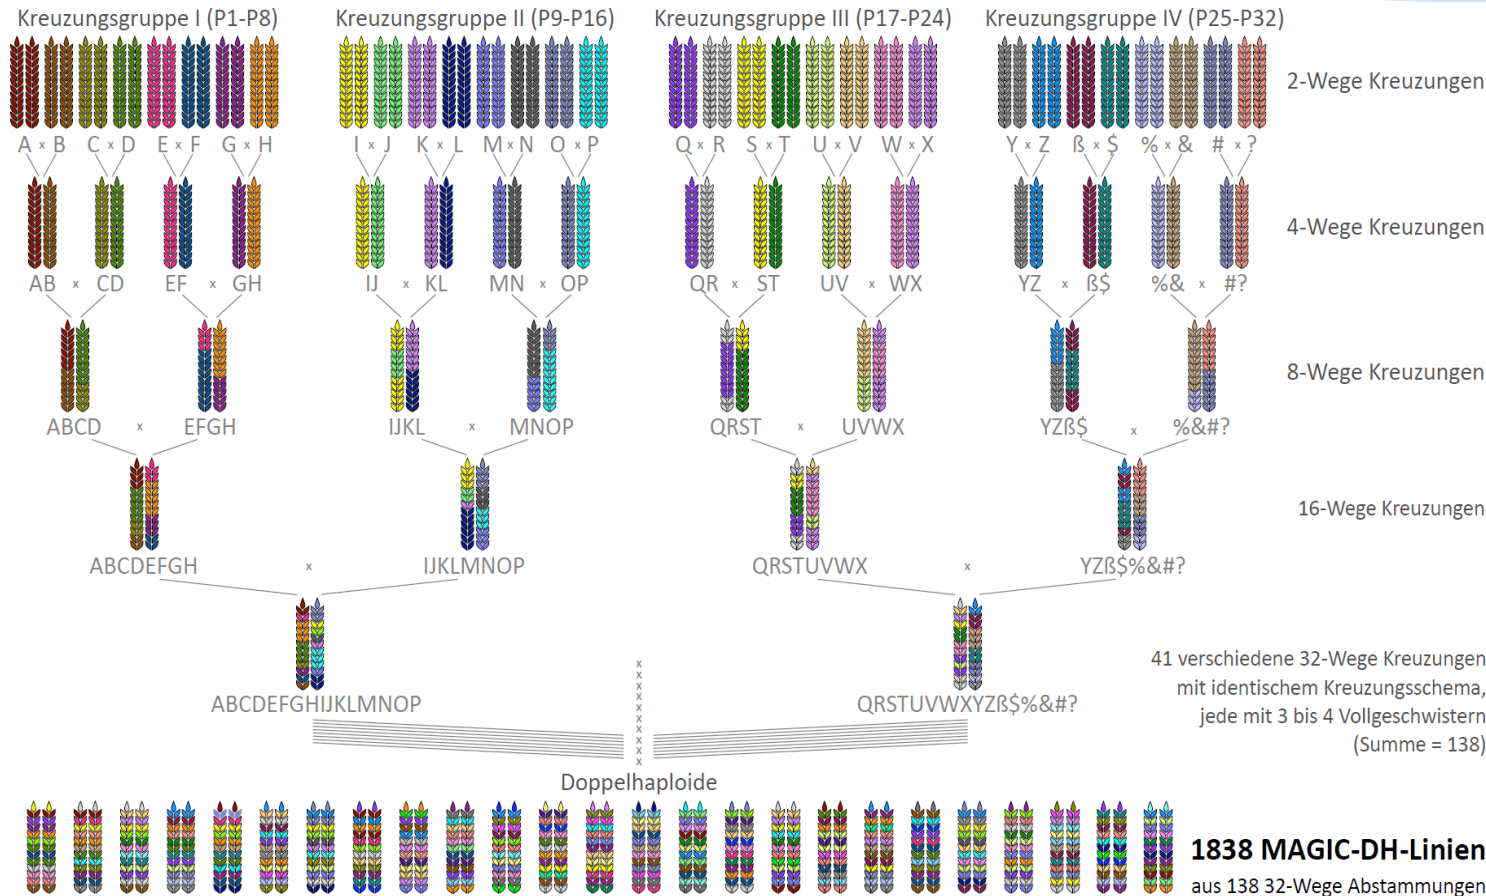 Kreuzungsgruppe I (P1-P8) Kreuzungsgruppe II (P9-P16) Kreuzungsgruppe III (P17-P24) Kreuzungsgruppe IV (P25-P32)
2-Wege Kreuzungen
A x B C x D E x F G x H I x J K x L M x N O x P Q x R S x T U x V W x X Y x Z ß x $ % x & # x ?
4-Wege Kreuzungen
AB x CD EF x GH IJ x KL MN x OP QR x ST UV x WX YZ x ß$ %& x #?
8-Wege Kreuzungen
ABCD x EFGH IJKL x MNOP QRST x UVWX YZß$ x %&#?
16-Wege Kreuzungen
ABCDEFGH x IJKLMNOP QRSTUVWX x YZß$%&#?
41 verschiedene 32-Wege Kreuzungen
mit identischem Kreuzungsschema,
jede mit 3 bis 4 Vollgeschwistern
(Summe = 138)
ABCDEFGHIJKLMNOP x x x x x x x x x x QRSTUVWXYZß$%&#?
Doppelhaploide
1838 MAGIC-DH-Linien
aus 138 32-Wege Abstammungen